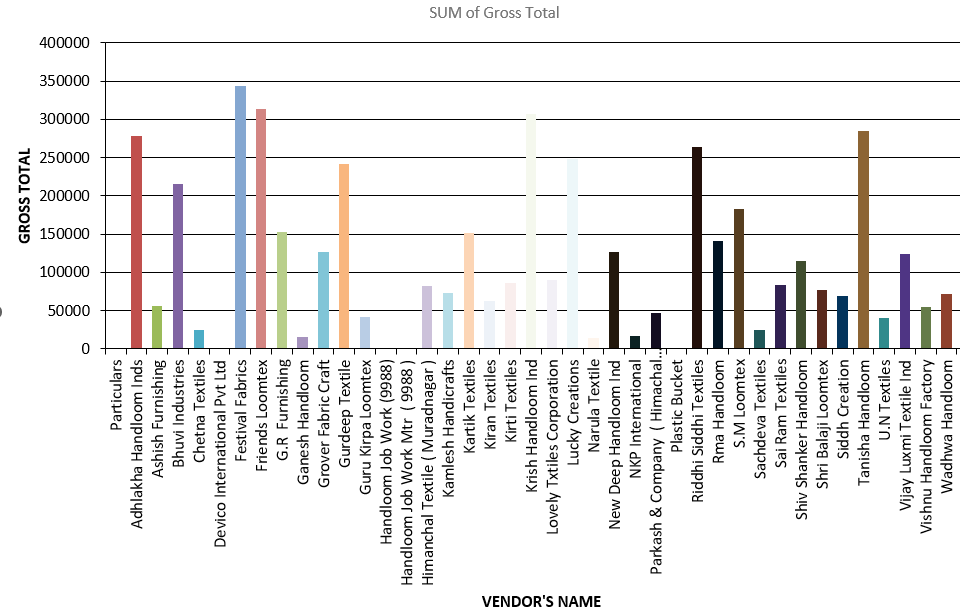 SUM of Gross Total
400000
350000
300000
250000
200000
150000
100000
50000
0
GROSS TOTAL
Particulars
Adhlakha Handloom Inds
Ashish Furnishing
Bhuvi Industries
Chetna Textiles
Devico International Pvt Ltd
Festival Fabrics
Friends Loomtex
G.R Furnishing
Ganesh Handloom
Grover Fabric Craft
Gurdeep Textile
Guru Kirpa Loomtex
Handloom Job Work (9988)
Handloom Job Work Mtr ( 9988 )
Himanchal Textile ( Muradnagar )
Kamlesh Handicrafts
Kartik Textiles
Kiran Textiles
Kirti Textiles
Krish Handloom Ind
Lovely Txtiles Corporation
Lucky Creations
Narula Textile
New Deep Handloom Ind
NKP International
Parkash & Company ( Himachal...
Plastic Bucket
Riddhi Siddhi Textiles
Rma Handloom
S.M Loomtex
Sachdeva Textiles
Sai Ram Textiles
Shiv Shanker Handloom
Shri Balaji Loomtex
Siddh Creation
Tanisha Handloom
U.N Textiles
Vijay Luxmi Textile Ind
Vishnu Handloom Factory
Wadhwa Handloom
VENDOR'S NAME